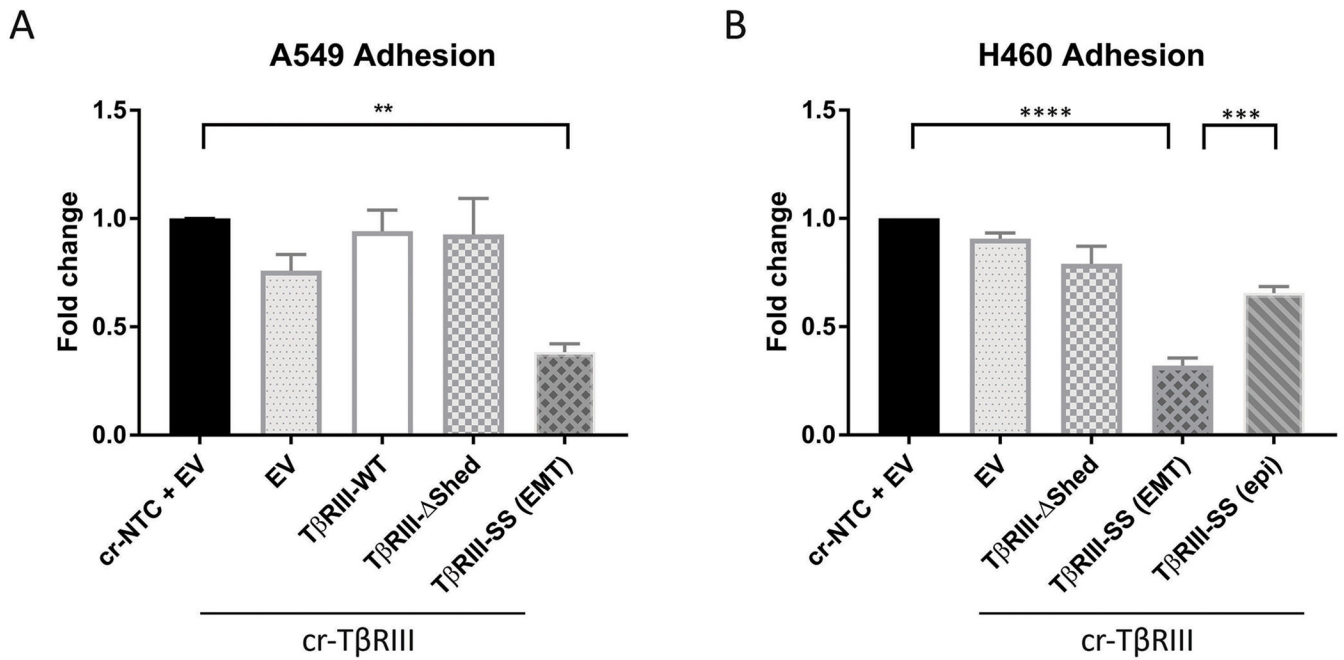 A
A549 Adhesion
**
Fold change
1.5
1.0
0.5
0.0
cr-NTC + EV
EV
TβRIII-WT
TβRIII-ΔShed
TβRIII-SS (EMT)
cr-TβRIII
B
H460 Adhesion
****
***
Fold change
1.5
1.0
0.5
0.0
cr-NTC + EV
EV
TβRIII-ΔShed
TβRIII-SS (EMT)
TβRIII-SS (epi)
cr-TβRIII